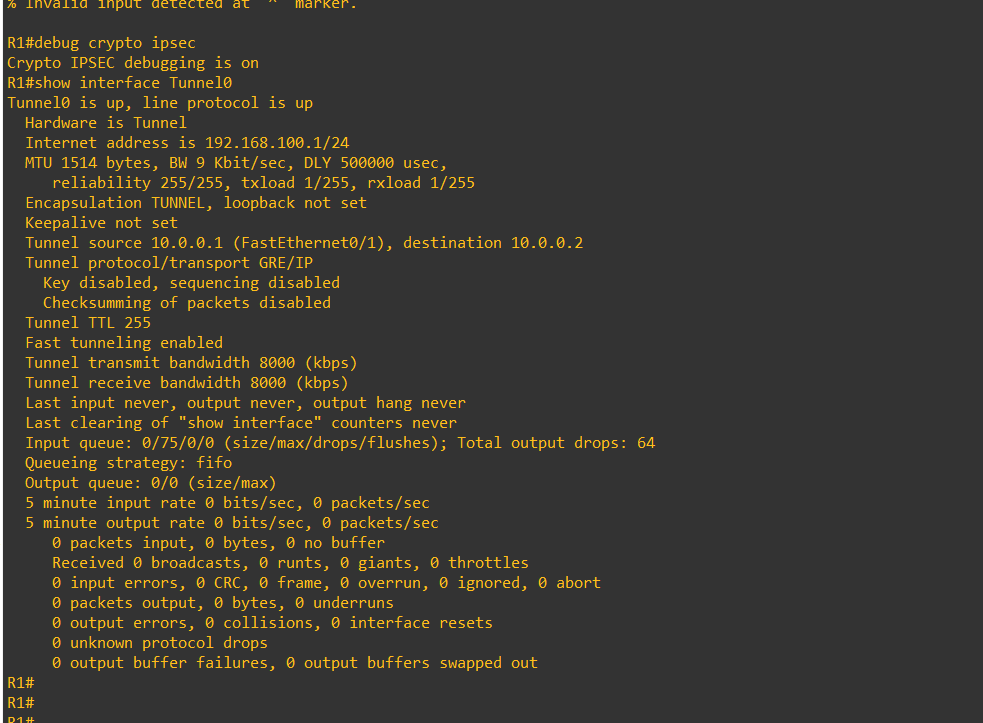 % Invalid input detected at '^' marker.
R1#debug crypto ipsec
Crypto IPSEC debugging is on
R1#show interface Tunnel0
Tunnel0 is up, line protocol is up
  Hardware is Tunnel
  Internet address is 192.168.100.1/24
  MTU 1514 bytes, BW 9 Kbit/sec, DLY 500000 usec,
     reliability 255/255, txload 1/255, rxload 1/255
  Encapsulation TUNNEL, loopback not set
  Keepalive not set
  Tunnel source 10.0.0.1 (FastEthernet0/1), destination 10.0.0.2
  Tunnel protocol/transport GRE/IP
    Key disabled, sequencing disabled
    Checksumming of packets disabled
  Tunnel TTL 255
  Fast tunneling enabled
  Tunnel transmit bandwidth 8000 (kbps)
  Tunnel receive bandwidth 8000 (kbps)
  Last input never, output never, output hang never
  Last clearing of "show interface" counters never
  Input queue: 0/75/0/0 (size/max/drops/flushes); Total output drops: 64
  Queueing strategy: fifo
  Output queue: 0/0 (size/max)
  5 minute input rate 0 bits/sec, 0 packets/sec
  5 minute output rate 0 bits/sec, 0 packets/sec
     0 packets input, 0 bytes, 0 no buffer
     Received 0 broadcasts, 0 runts, 0 giants, 0 throttles
     0 input errors, 0 CRC, 0 frame, 0 overrun, 0 ignored, 0 abort
     0 packets output, 0 bytes, 0 underruns
     0 output errors, 0 collisions, 0 interface resets
     0 unknown protocol drops
     0 output buffer failures, 0 output buffers swapped out
R1#
R1#
R1#